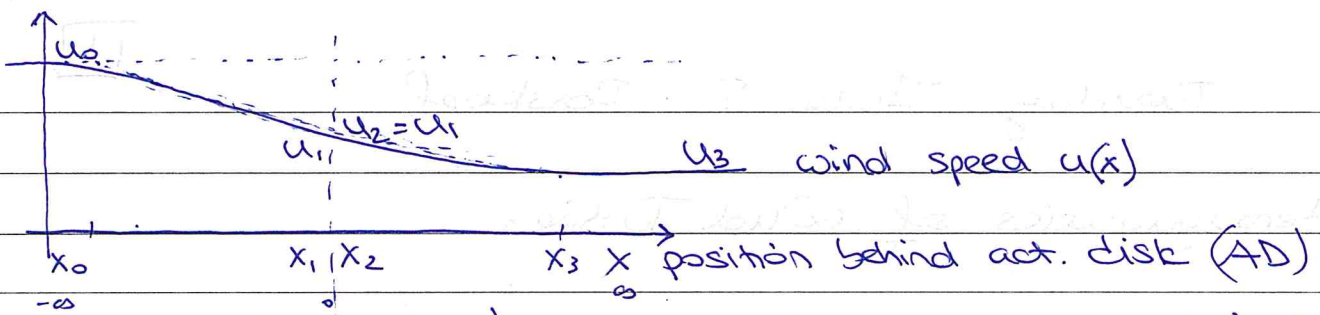 u₀
u₂=u₁
u₁ u₃ wind speed u(x)
x₀ x₁ x₂ x₃ x position behind act. disk (AD)
-∞ 0 ∞